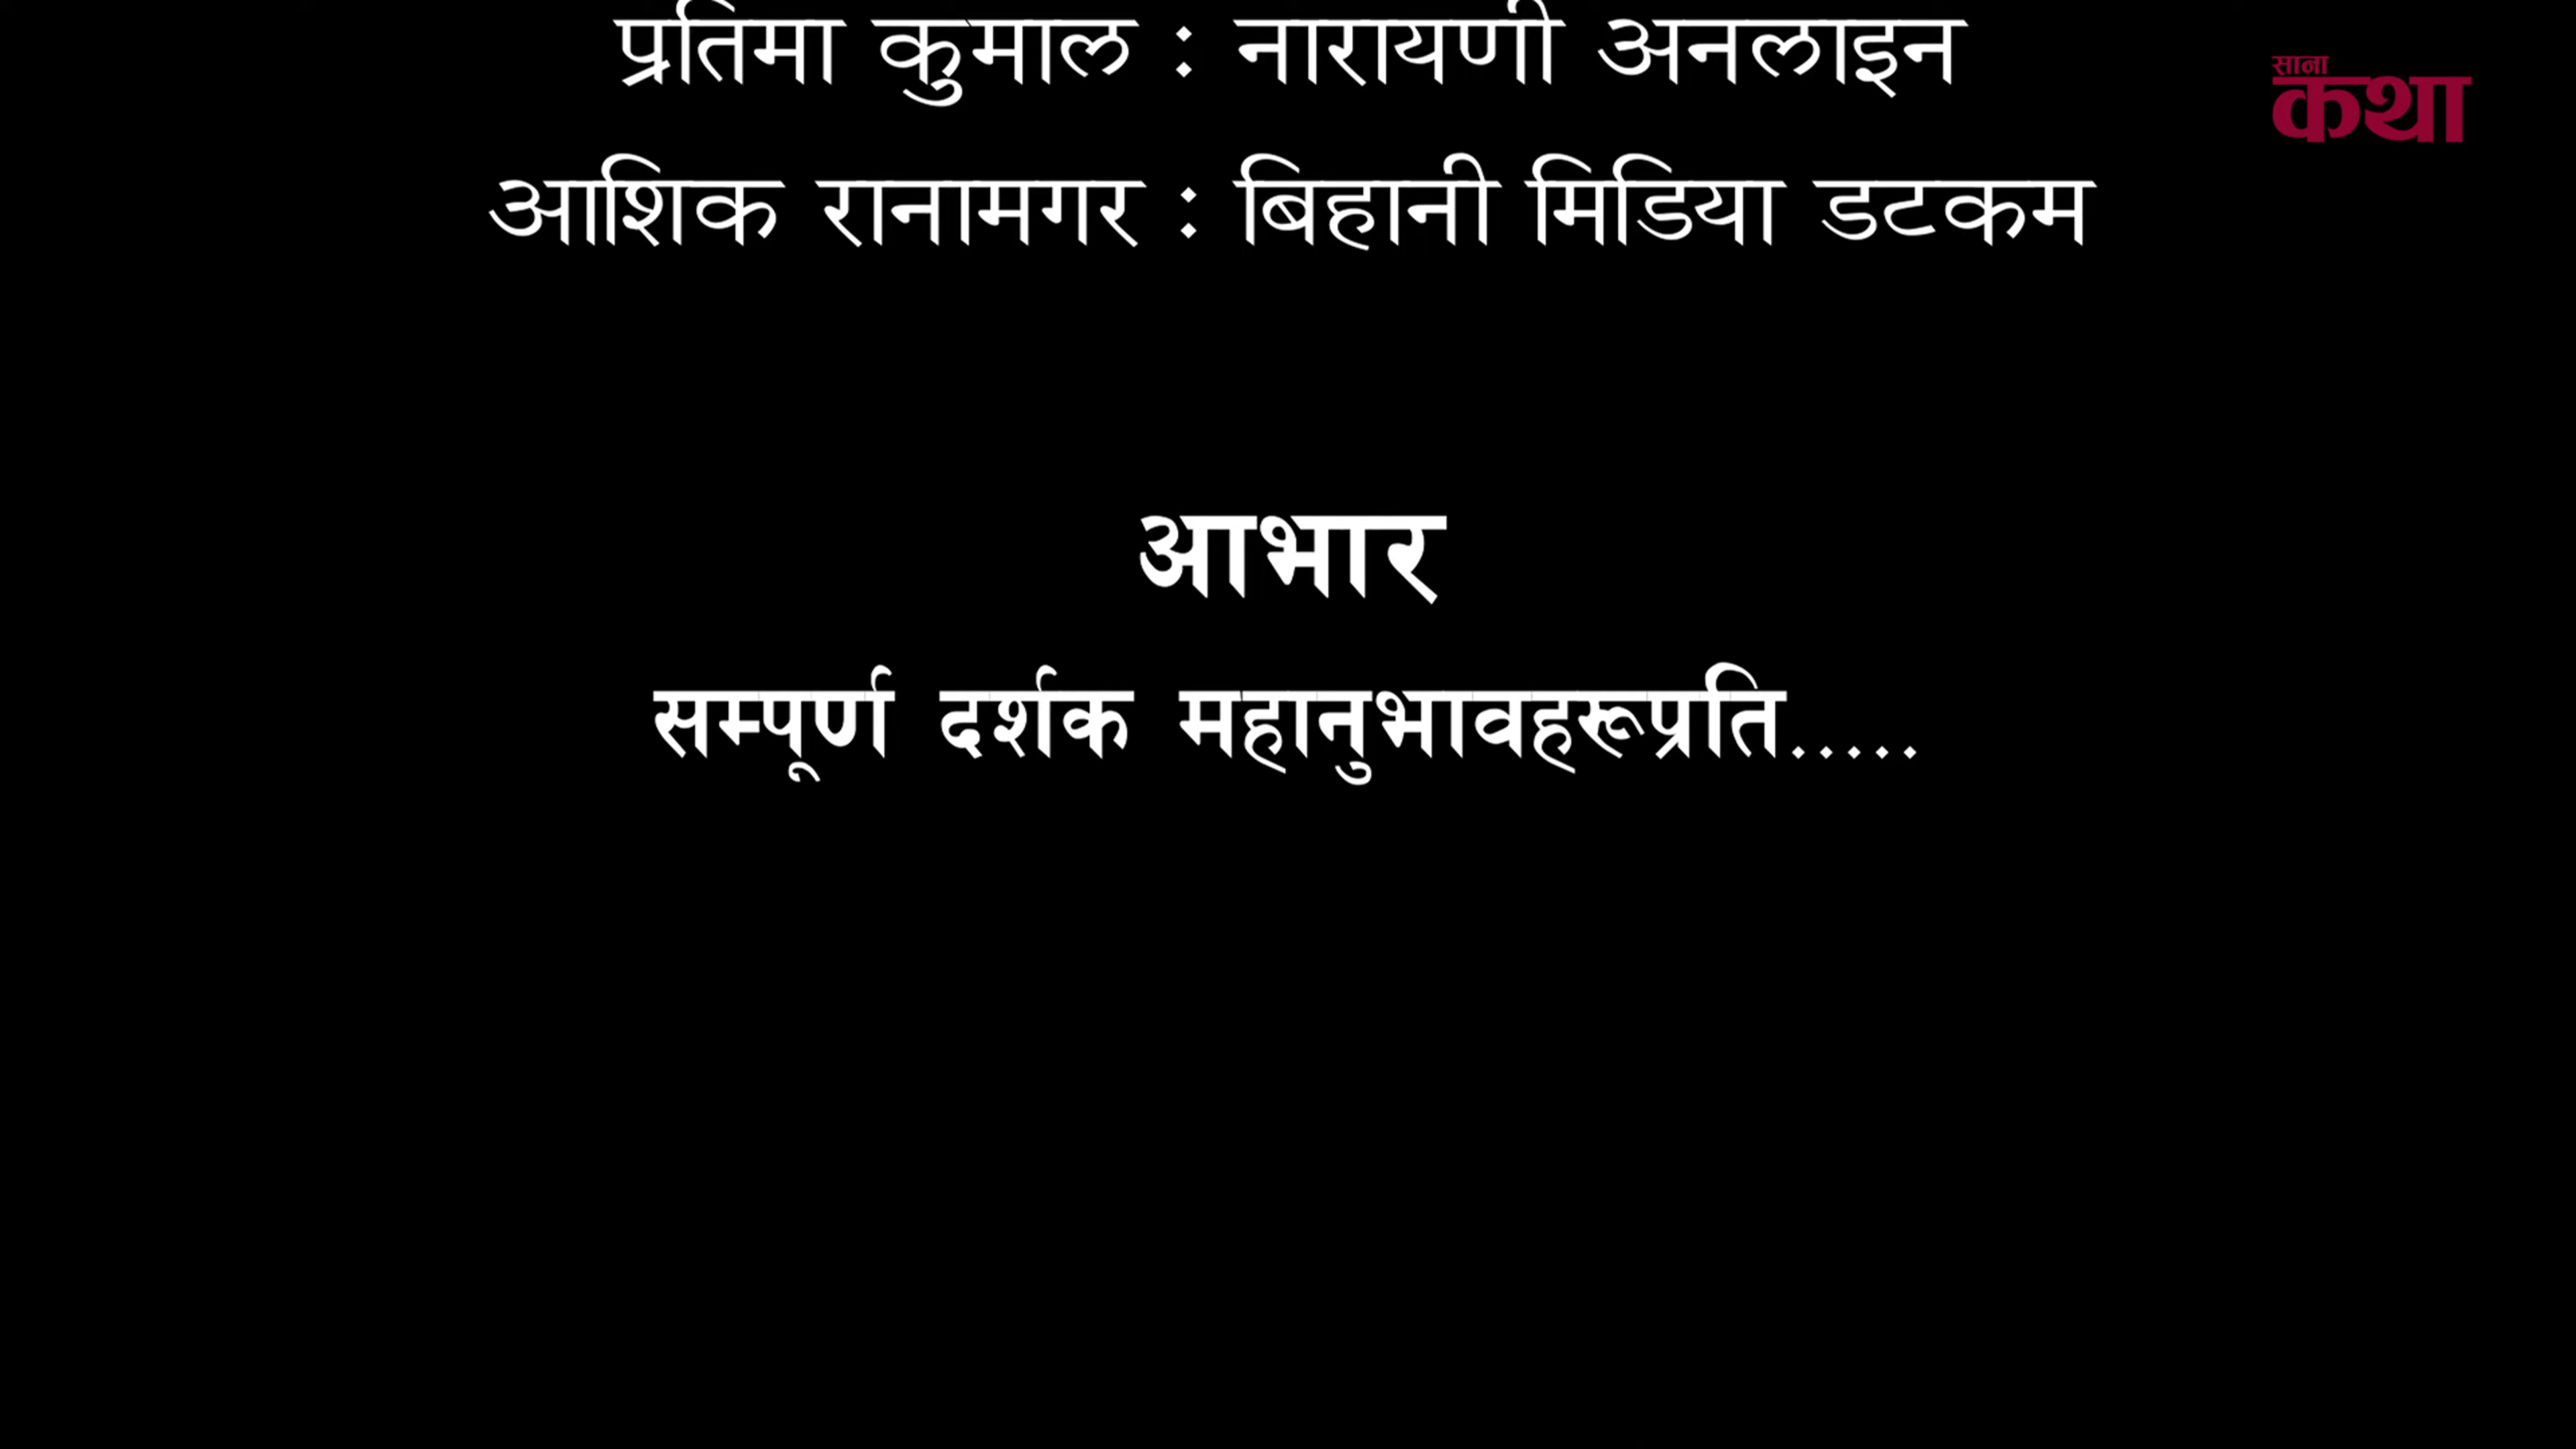 प्रतिमा कुमाल : नारायणी अनलाइन
साना
कथा
आशिक रानामगर : बिहानी मिडिया डटकम
आभार
सम्पूर्ण दर्शक महानुभावहरूप्रति.....